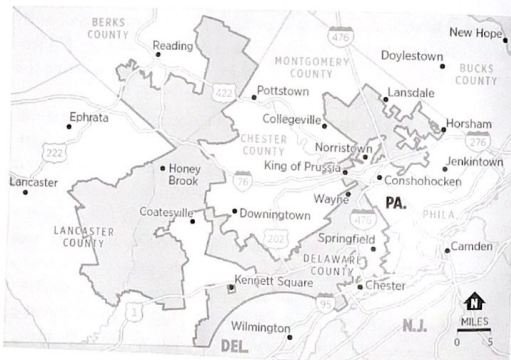 BERKS
COUNTY
Reading
476
New Hope
MONTGOMERY
COUNTY
Doylestown
BUCKS
COUNTY
422
Pottstown
Lansdale
Ephrata
Collegeville
Horsham
222
CHESTER
COUNTY
Norristown
276
Honey
Brook
King of Prussia
Jenkintown
76
Conshohocken
Lancaster
Wayne
PA.
Coatesville
Downingtown
476
PHILA.
LANCASTER
COUNTY
202
Springfield
Camden
DELAWARE
COUNTY
Kennett Square
Chester
N
1
95
MILES
Wilmington
N.J.
0 5
DEL.